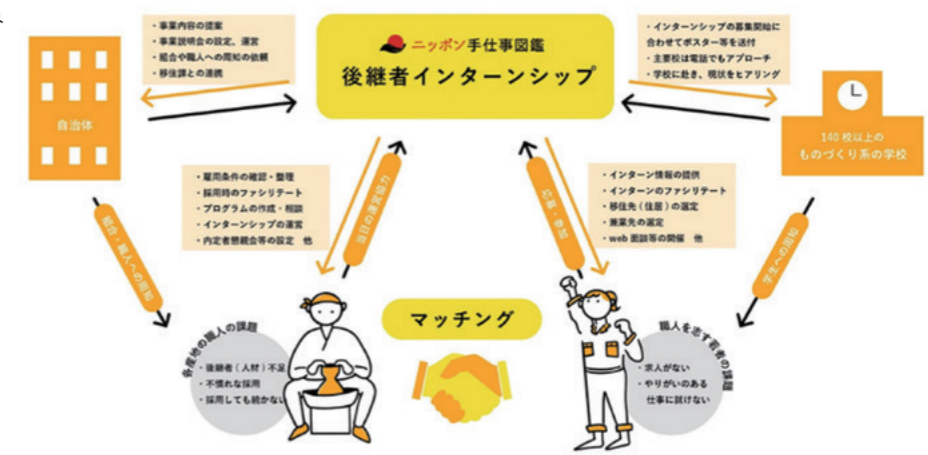 ・事業内容の提案
・事業説明会の設定、運営
・組合や職人への周知の依頼
・移住課との連携
ニッポン手仕事図鑑
後継者インターンシップ
・インターンシップの募集開始に
合わせてポスター等を送付
・主要校は電話でもアプローチ
・学校に赴き、現状をヒアリング
自治体
140校以上の
ものづくり系の学校
・雇用条件の確認・整理
・採用時のファシリテート
・プログラムの作成・相談
・インターンシップの運営
・内定者懇親会等の設定 他
当日の運営協力
応募・参加
・インターン情報の提供
・インターンのファシリテート
・移住先(住居)の選定
・兼業先の選定
・web面談等の開催 他
組合・職人への周知
学生への周知
マッチング
各産地の職人の課題
・後継者(人材)不足
・不慣れな採用
・採用しても続かない
職人を志す若者の課題
・求人がない
・やりがいのある
仕事に就けない